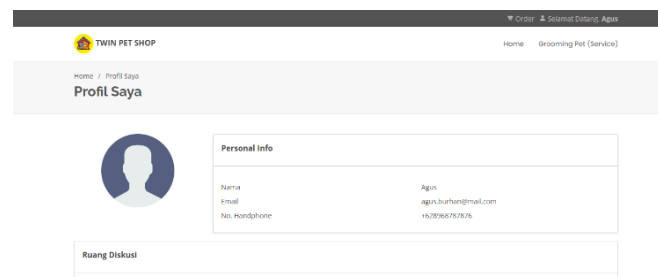 Order Selamat Datang, Agus
TWIN PET SHOP Home Grooming Pet (Service)
Home / Profil Saya
Profil Saya
Personal Info
Nama Agus
Email agus.burhan@mail.com
No. Handphone +628968787876
Ruang Diskusi